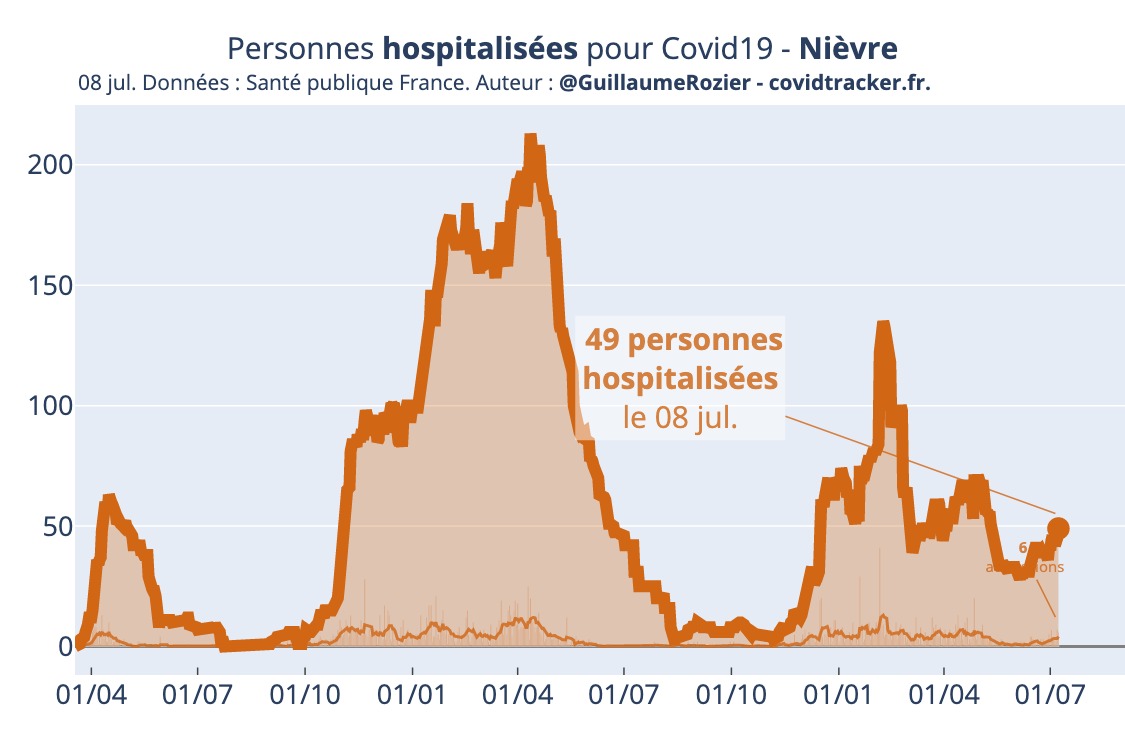 Personnes hospitalisées pour Covid19 - Nièvre
08 jul. Données : Santé publique France. Auteur : @GuillaumeRozier - covidtracker.fr.
200
150
100
50
0
49 personnes
hospitalisées
le 08 jul.
6
01/04 01/07 01/10 01/01 01/04 01/07 01/10 01/01 01/04 01/07